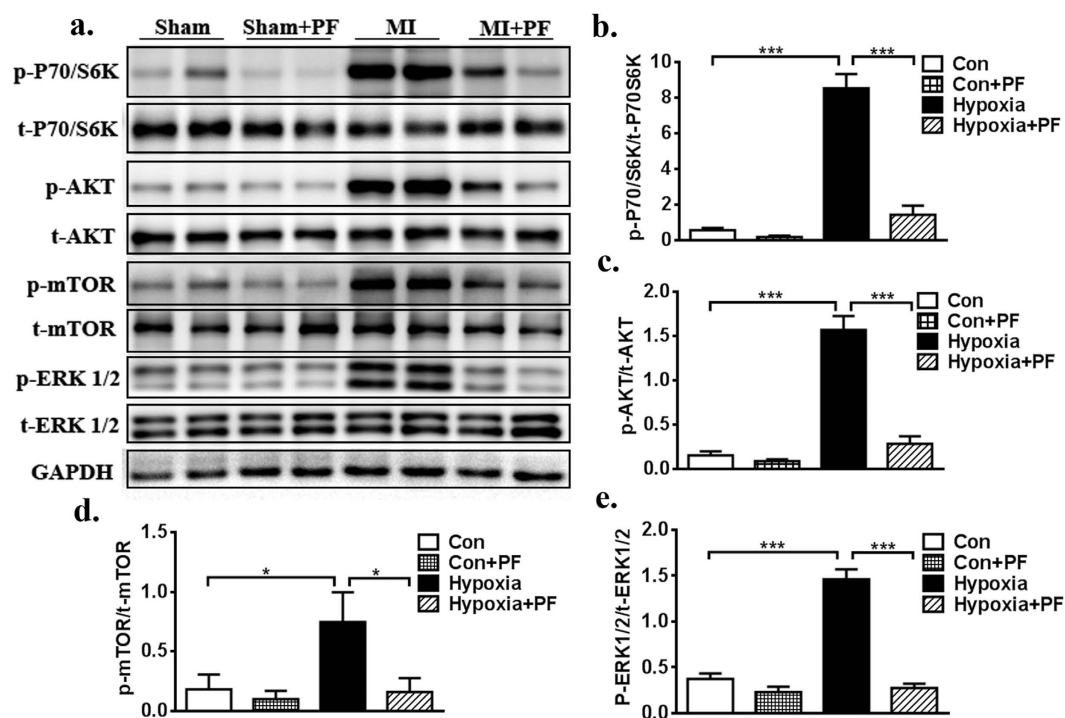 a.
Sham Sham+PF MI MI+PF
p-P70/S6K
t-P70/S6K
p-AKT
t-AKT
p-mTOR
t-mTOR
p-ERK 1/2
t-ERK 1/2
GAPDH
b.
p-P70/S6K/t-P70S6K
10
8
6
4
2
0
*** ***
Con
Con+PF
Hypoxia
Hypoxia+PF
c.
p-AKT/t-AKT
2.0
1.5
1.0
0.5
0.0
*** ***
Con
Con+PF
Hypoxia
Hypoxia+PF
d.
p-mTOR/t-mTOR
1.5
1.0
0.5
0.0
* *
Con
Con+PF
Hypoxia
Hypoxia+PF
e.
P-ERK1/2/t-ERK1/2
2.0
1.5
1.0
0.5
0.0
*** ***
Con
Con+PF
Hypoxia
Hypoxia+PF